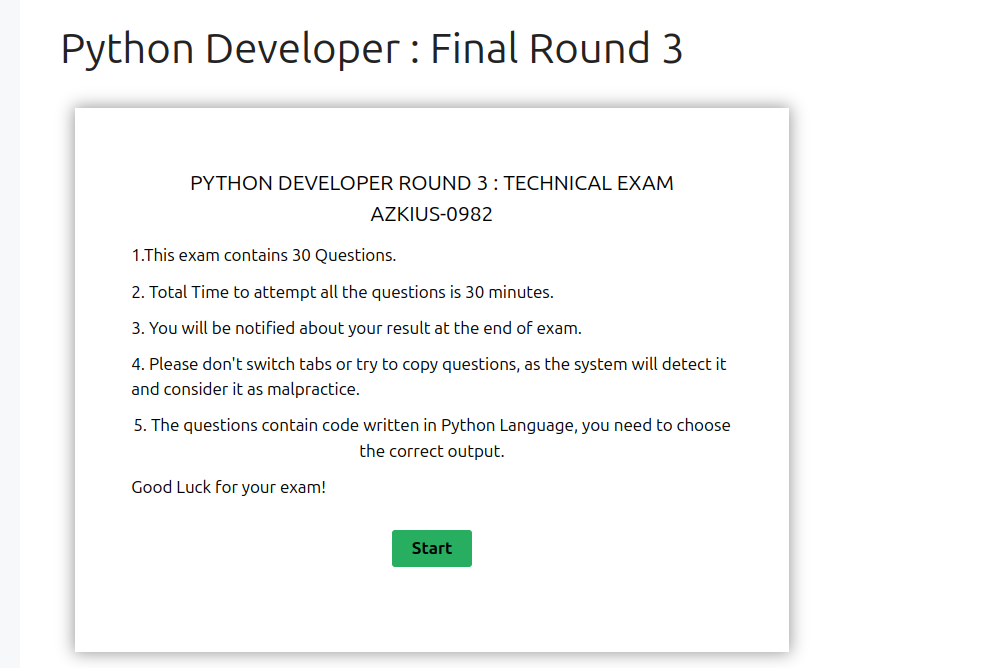 Python Developer : Final Round 3
PYTHON DEVELOPER ROUND 3 : TECHNICAL EXAM
AZKIUS-0982
1.This exam contains 30 Questions.
2. Total Time to attempt all the questions is 30 minutes.
3. You will be notified about your result at the end of exam.
4. Please don't switch tabs or try to copy questions, as the system will detect it
and consider it as malpractice.
5. The questions contain code written in Python Language, you need to choose
the correct output.
Good Luck for your exam!
Start